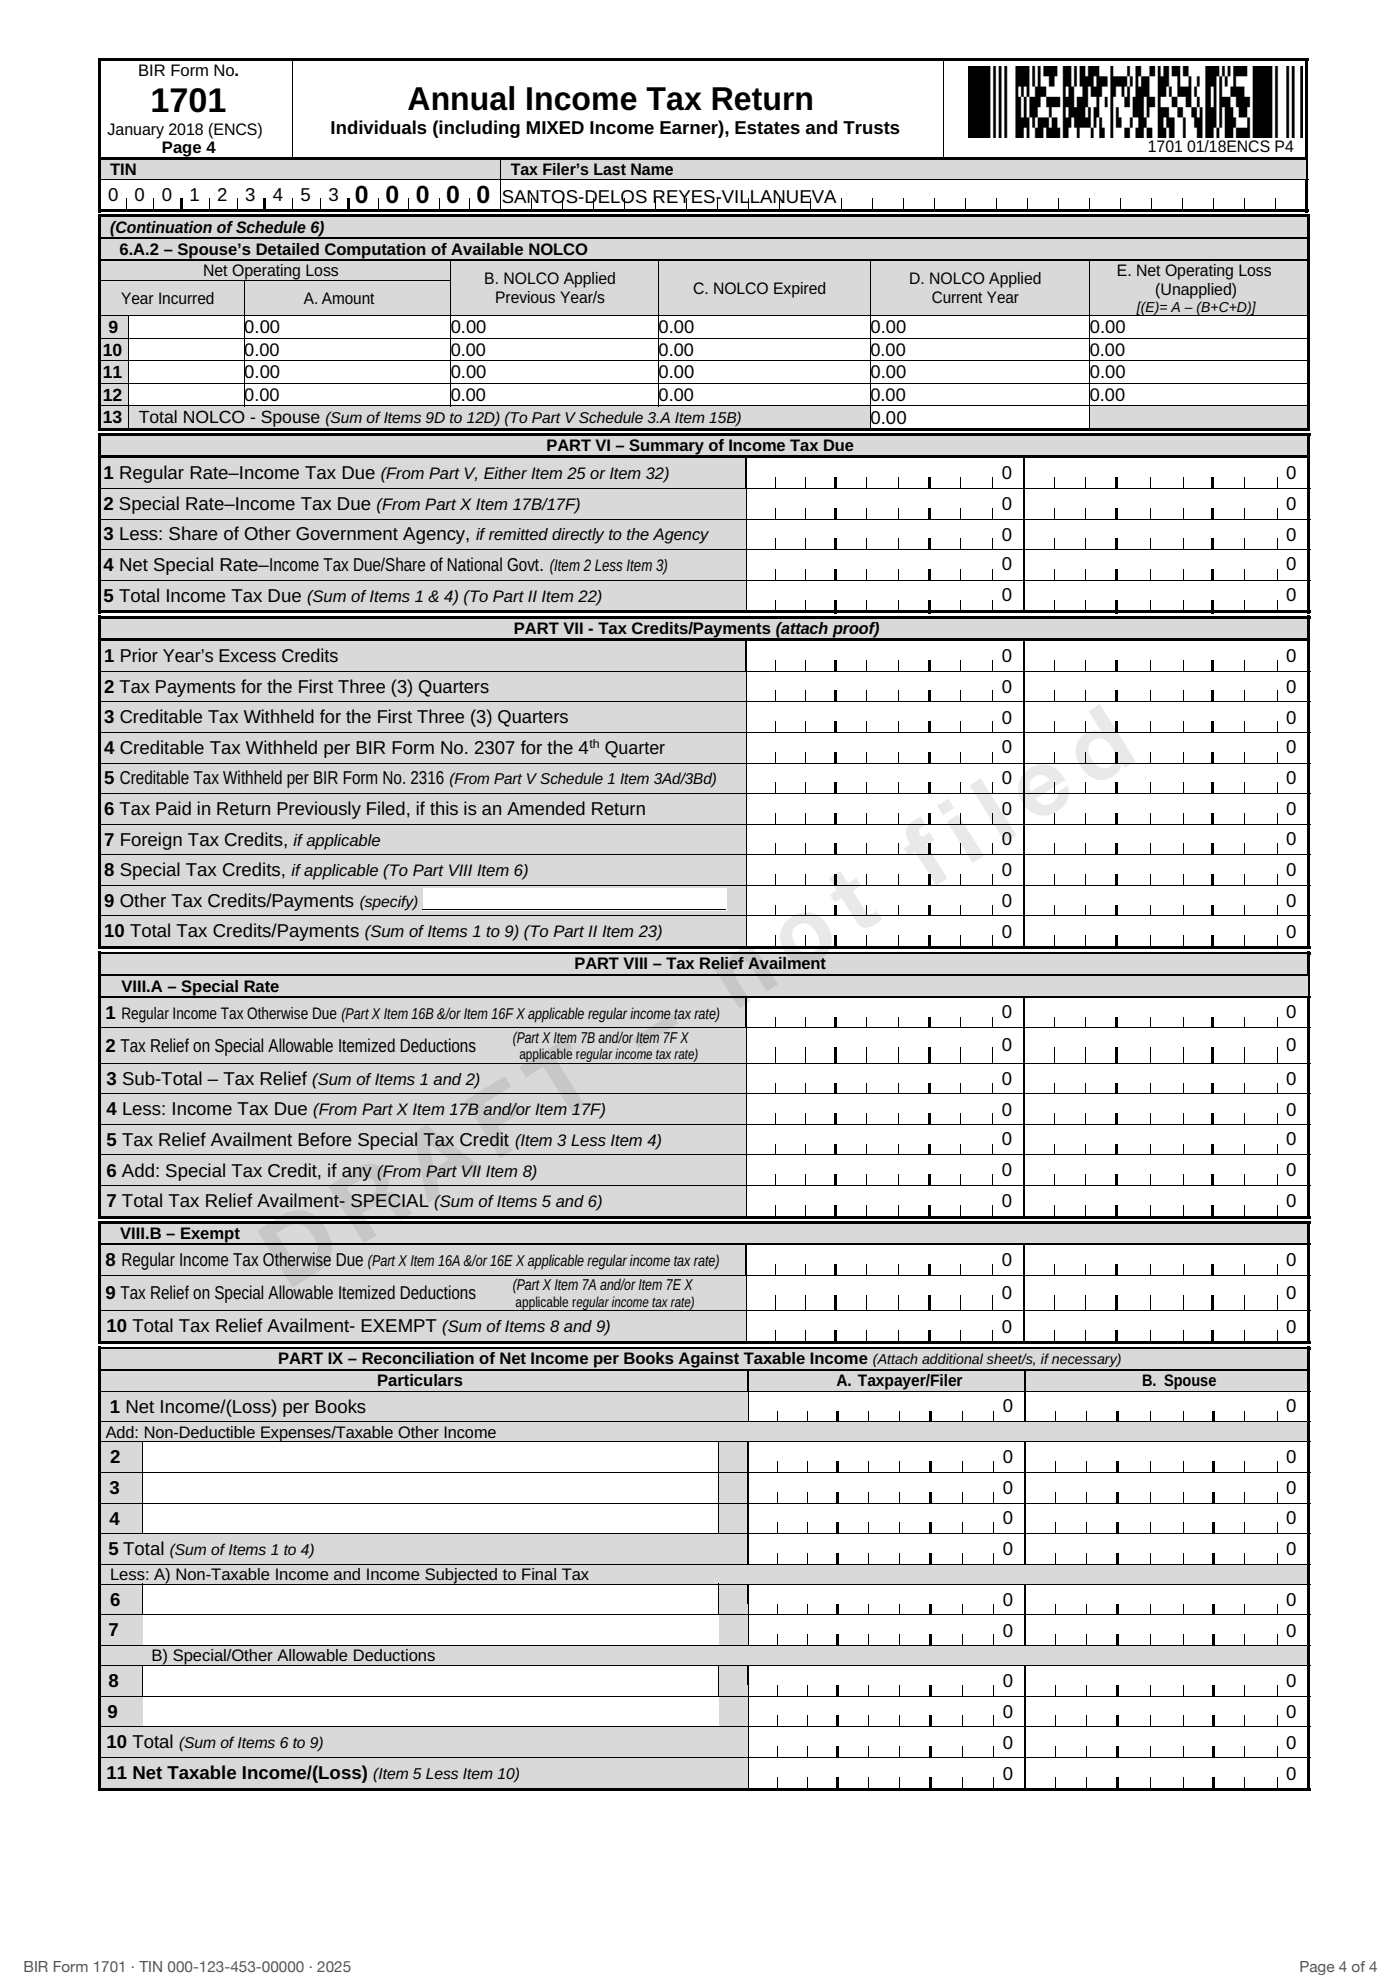 BIR Form No.
1701
January 2018 (ENCS)
Page 4
Annual Income Tax Return
Individuals (including MIXED Income Earner), Estates and Trusts
1701 01/18ENCS P4
TIN Tax Filer's Last Name
0 0 0 1 2 3 4 5 3 0 0 0 0 0 SANTOS-DELOS REYES-VILLANUEVA
(Continuation of Schedule 6)
6.A.2 – Spouse's Detailed Computation of Available NOLCO
Net Operating Loss
Year Incurred A. Amount
B. NOLCO Applied
Previous Year/s
C. NOLCO Expired
D. NOLCO Applied
Current Year
E. Net Operating Loss
(Unapplied)
[(E)= A – (B+C+D)]
9 0.00 0.00 0.00 0.00 0.00
10 0.00 0.00 0.00 0.00 0.00
11 0.00 0.00 0.00 0.00 0.00
12 0.00 0.00 0.00 0.00 0.00
13 Total NOLCO - Spouse (Sum of Items 9D to 12D) (To Part V Schedule 3.A Item 15B) 0.00
PART VI – Summary of Income Tax Due
1 Regular Rate–Income Tax Due (From Part V, Either Item 25 or Item 32) 0 0
2 Special Rate–Income Tax Due (From Part X Item 17B/17F) 0 0
3 Less: Share of Other Government Agency, if remitted directly to the Agency 0 0
4 Net Special Rate–Income Tax Due/Share of National Govt. (Item 2 Less Item 3) 0 0
5 Total Income Tax Due (Sum of Items 1 & 4) (To Part II Item 22) 0 0
PART VII - Tax Credits/Payments (attach proof)
1 Prior Year's Excess Credits 0 0
2 Tax Payments for the First Three (3) Quarters 0 0
3 Creditable Tax Withheld for the First Three (3) Quarters 0 0
4 Creditable Tax Withheld per BIR Form No. 2307 for the 4th Quarter 0 0
5 Creditable Tax Withheld per BIR Form No. 2316 (From Part V Schedule 1 Item 3Ad/3Bd) 0 0
6 Tax Paid in Return Previously Filed, if this is an Amended Return 0 0
7 Foreign Tax Credits, if applicable 0 0
8 Special Tax Credits, if applicable (To Part VIII Item 6) 0 0
9 Other Tax Credits/Payments (specify) 0 0
10 Total Tax Credits/Payments (Sum of Items 1 to 9) (To Part II Item 23) 0 0
PART VIII – Tax Relief Availment
VIII.A – Special Rate
1 Regular Income Tax Otherwise Due (Part X Item 16B &/or Item 16F X applicable regular income tax rate) 0 0
2 Tax Relief on Special Allowable Itemized Deductions (Part X Item 7B and/or Item 7F X
applicable regular income tax rate) 0 0
3 Sub-Total – Tax Relief (Sum of Items 1 and 2) 0 0
4 Less: Income Tax Due (From Part X Item 17B and/or Item 17F) 0 0
5 Tax Relief Availment Before Special Tax Credit (Item 3 Less Item 4) 0 0
6 Add: Special Tax Credit, if any (From Part VII Item 8) 0 0
7 Total Tax Relief Availment- SPECIAL (Sum of Items 5 and 6) 0 0
VIII.B – Exempt
8 Regular Income Tax Otherwise Due (Part X Item 16A &/or 16E X applicable regular income tax rate) 0 0
9 Tax Relief on Special Allowable Itemized Deductions (Part X Item 7A and/or Item 7E X
applicable regular income tax rate) 0 0
10 Total Tax Relief Availment- EXEMPT (Sum of Items 8 and 9) 0 0
PART IX – Reconciliation of Net Income per Books Against Taxable Income (Attach additional sheet/s, if necessary)
Particulars A. Taxpayer/Filer B. Spouse
1 Net Income/(Loss) per Books 0 0
Add: Non-Deductible Expenses/Taxable Other Income
2 0 0
3 0 0
4 0 0
5 Total (Sum of Items 1 to 4) 0 0
Less: A) Non-Taxable Income and Income Subjected to Final Tax
6 0 0
7 0 0
B) Special/Other Allowable Deductions
8 0 0
9 0 0
10 Total (Sum of Items 6 to 9) 0 0
11 Net Taxable Income/(Loss) (Item 5 Less Item 10) 0 0
DRAFT – not filed
BIR Form 1701 · TIN 000-123-453-00000 · 2025 Page 4 of 4